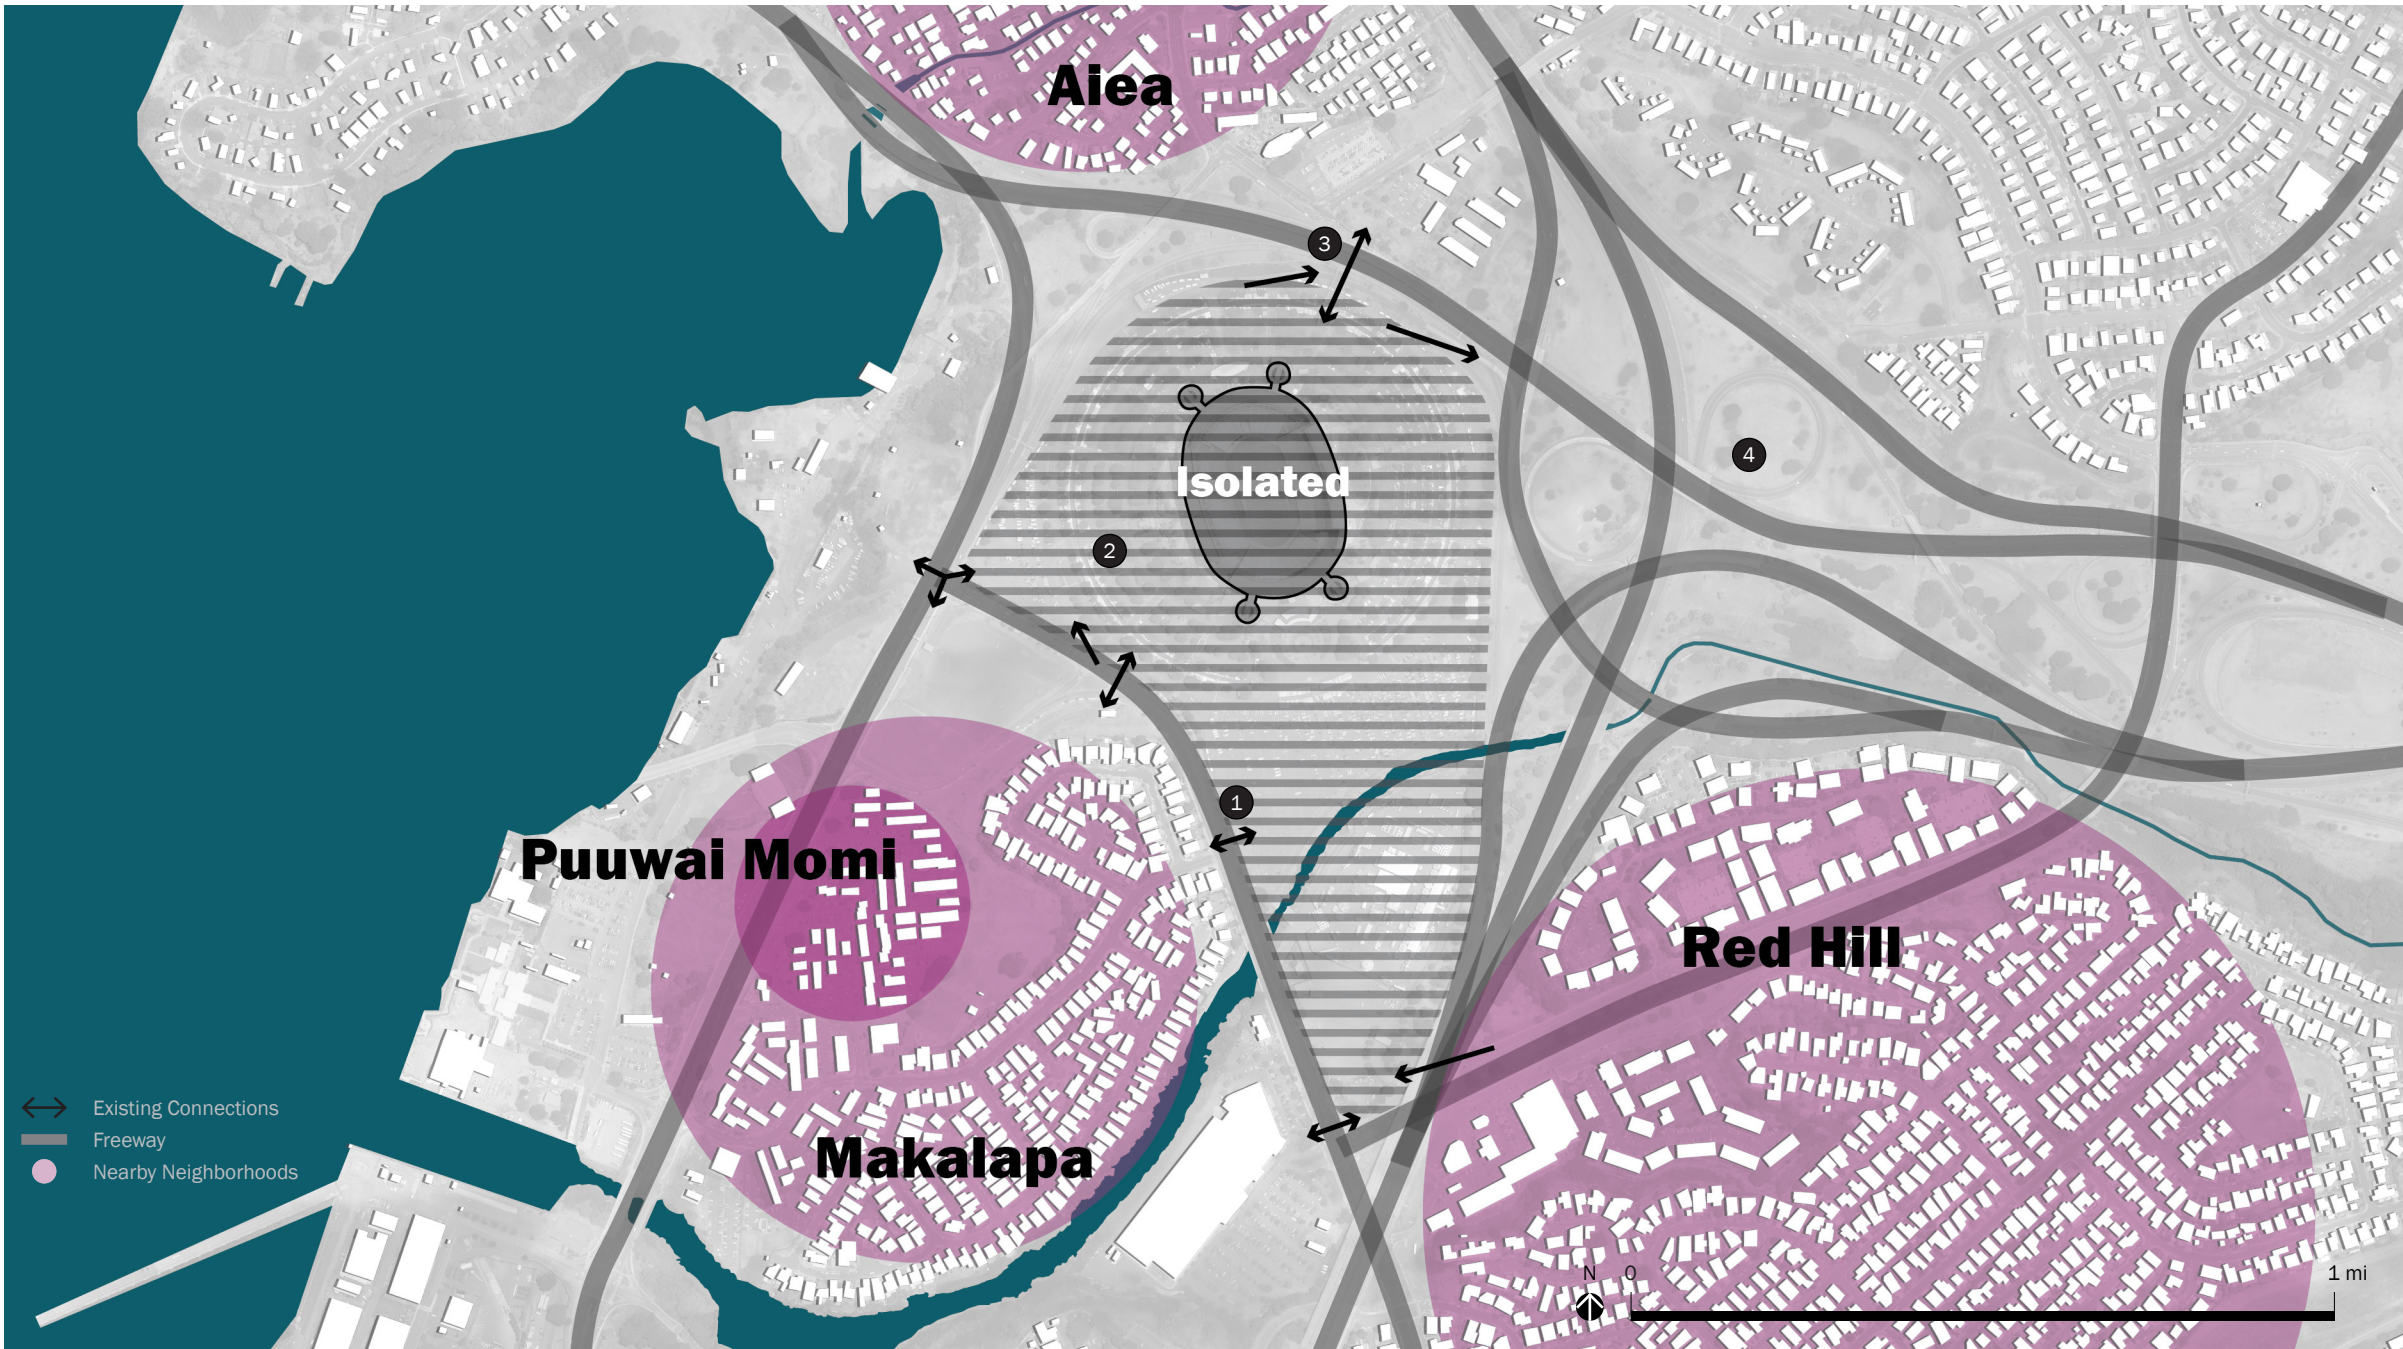 Aiea
3
4
Isolated
2
1
Puuwai Momi
Red Hill
Makalapa
Existing Connections
Freeway
Nearby Neighborhoods
N 0 1 mi